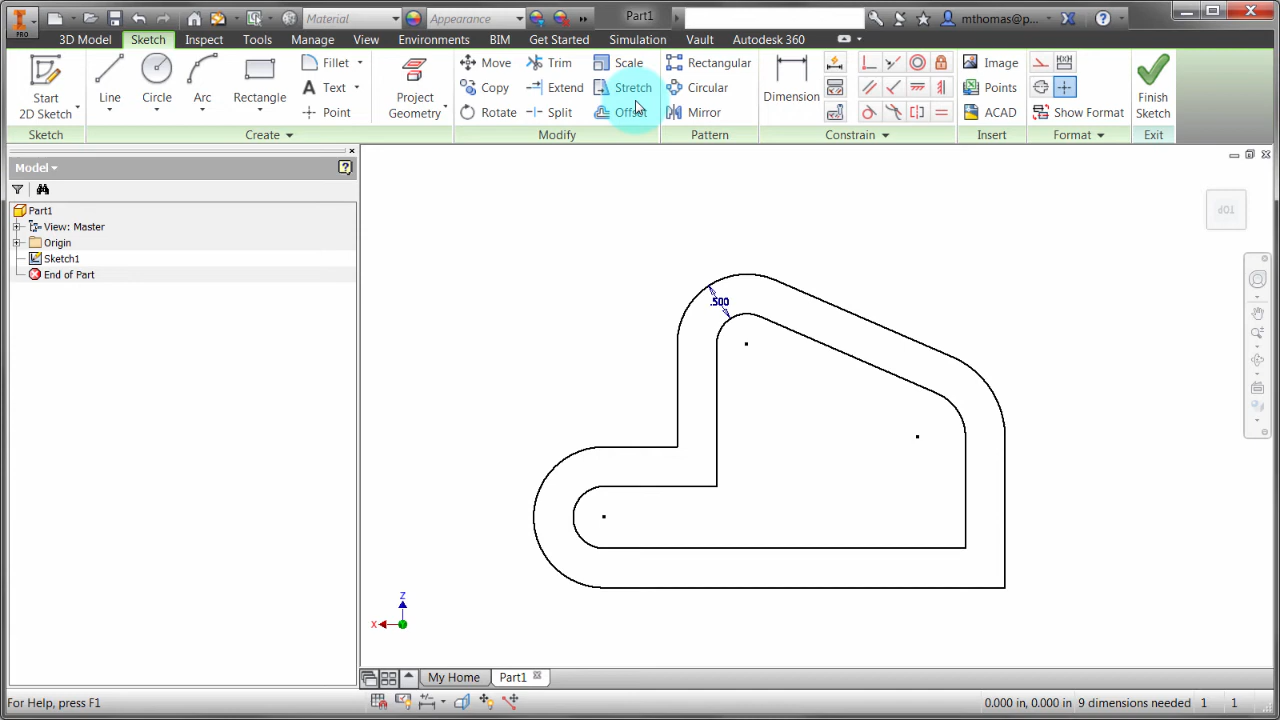 PRO
Material
Appearance
Part1
mthomas@p...
3D Model Sketch Inspect Tools Manage View Environments BIM Get Started Simulation Vault Autodesk 360
Start
2D Sketch
Line
Circle
Arc
Rectangle
Fillet
Text
Point
Project
Geometry
Move
Copy
Rotate
Trim
Extend
Split
Scale
Stretch
Offset
Rectangular
Circular
Mirror
Dimension
Image
Points
ACAD
Show Format
Finish
Sketch
Sketch Create Modify Pattern Constrain Insert Format Exit
Model
Part1
View: Master
Origin
Sketch1
End of Part
TOP
.500
Z
X
My Home Part1
For Help, press F1
0.000 in, 0.000 in 9 dimensions needed 1 1